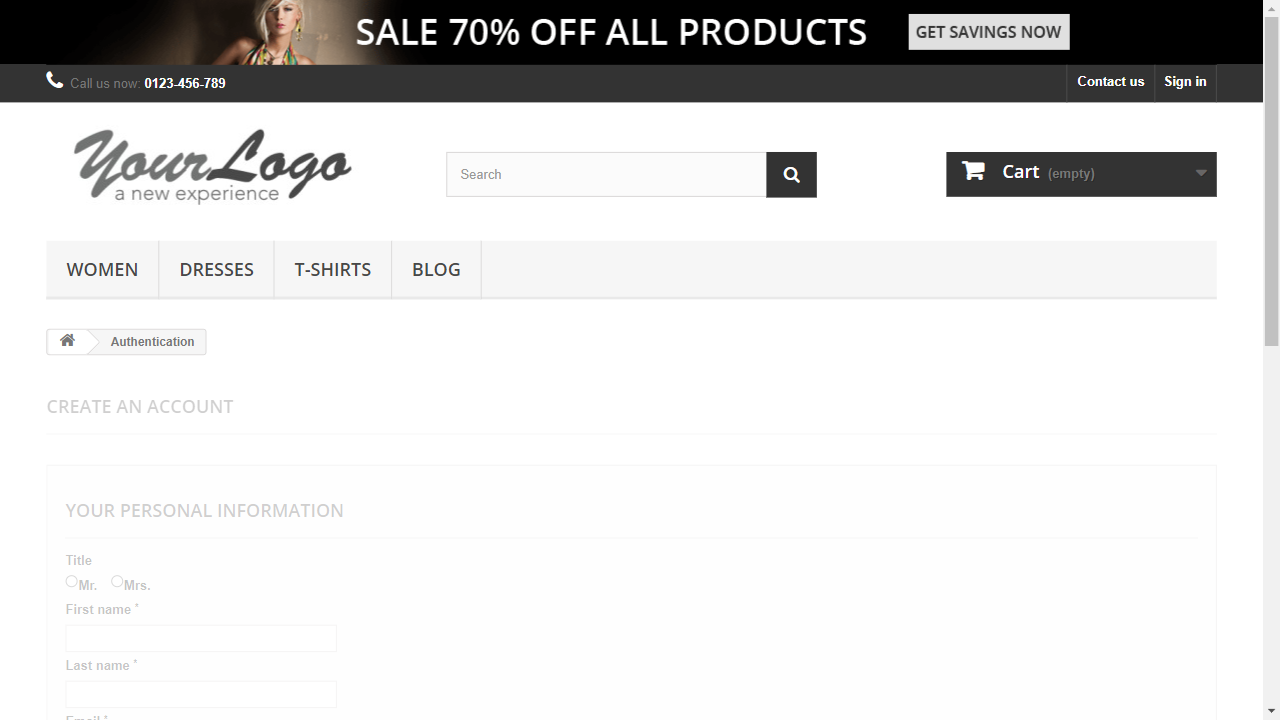 SALE 70% OFF ALL PRODUCTS GET SAVINGS NOW
Call us now: 0123-456-789 Contact us Sign in
YourLogo
a new experience
Search
Cart (empty)
WOMEN DRESSES T-SHIRTS BLOG
Authentication
CREATE AN ACCOUNT
YOUR PERSONAL INFORMATION
Title
Mr. Mrs.
First name *
Last name *
Email *